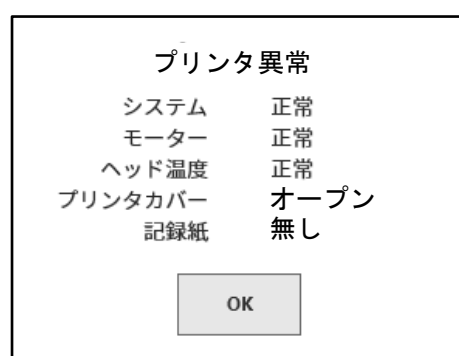 プリンタ異常
システム 正常
モーター 正常
ヘッド温度 正常
プリンタカバー オープン
記録紙 無し
OK